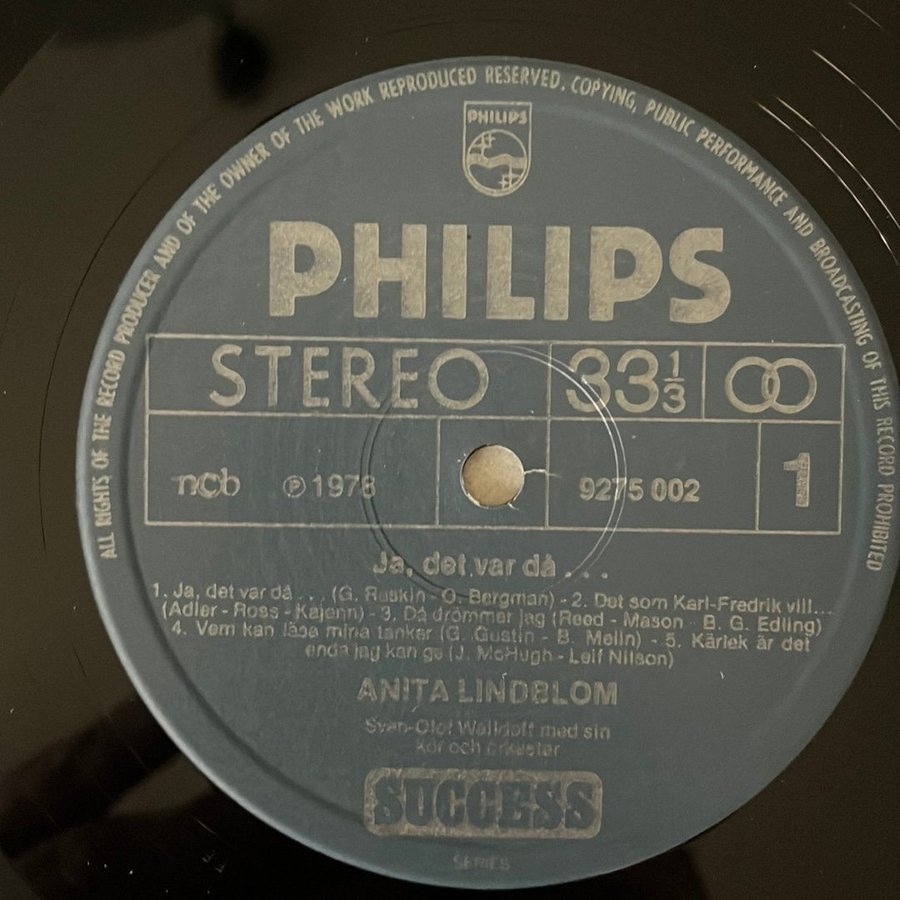 ALL RIGHTS OF THE RECORD PRODUCER AND OF THE OWNER OF THE WORK REPRODUCED RESERVED, COPYING, PUBLIC PERFORMANCE AND BROADCASTING OF THIS RECORD PROHIBITED
PHILIPS
PHILIPS
STEREO 33 1/3
ncb ℗ 1978 9275 002 1
Ja, det var då . . .
1. Ja, det var då . . . (G. Raskin - O. Bergman) - 2. Det som Karl-Fredrik vill...
(Adler - Ross - Kajenn) - 3. Då drömmer jag (Reed - Mason - B. G. Edling)
4. Vem kan läsa mina tankar (G. Gustin - B. Melin) - 5. Kärlek är det
enda jag kan ge (J. McHugh - Leif Nilson)
ANITA LINDBLOM
Sven-Olof Walldoff med sin
kör och orkester
SUCCESS
SERIES